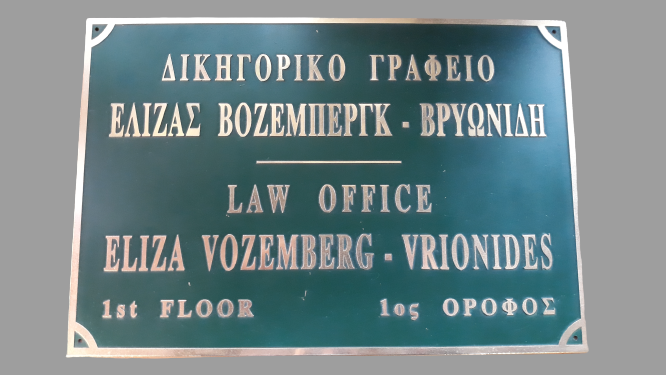 ΔΙΚΗΓΟΡΙΚΟ ΓΡΑΦΕΙΟ
ΕΛΙΖΑΣ ΒΟΖΕΜΠΕΡΓΚ - ΒΡΥΩΝΙΔΗ
LAW OFFICE
ELIZA VOZEMBERG - VRIONIDES
1st FLOOR 1ος ΟΡΟΦΟΣ